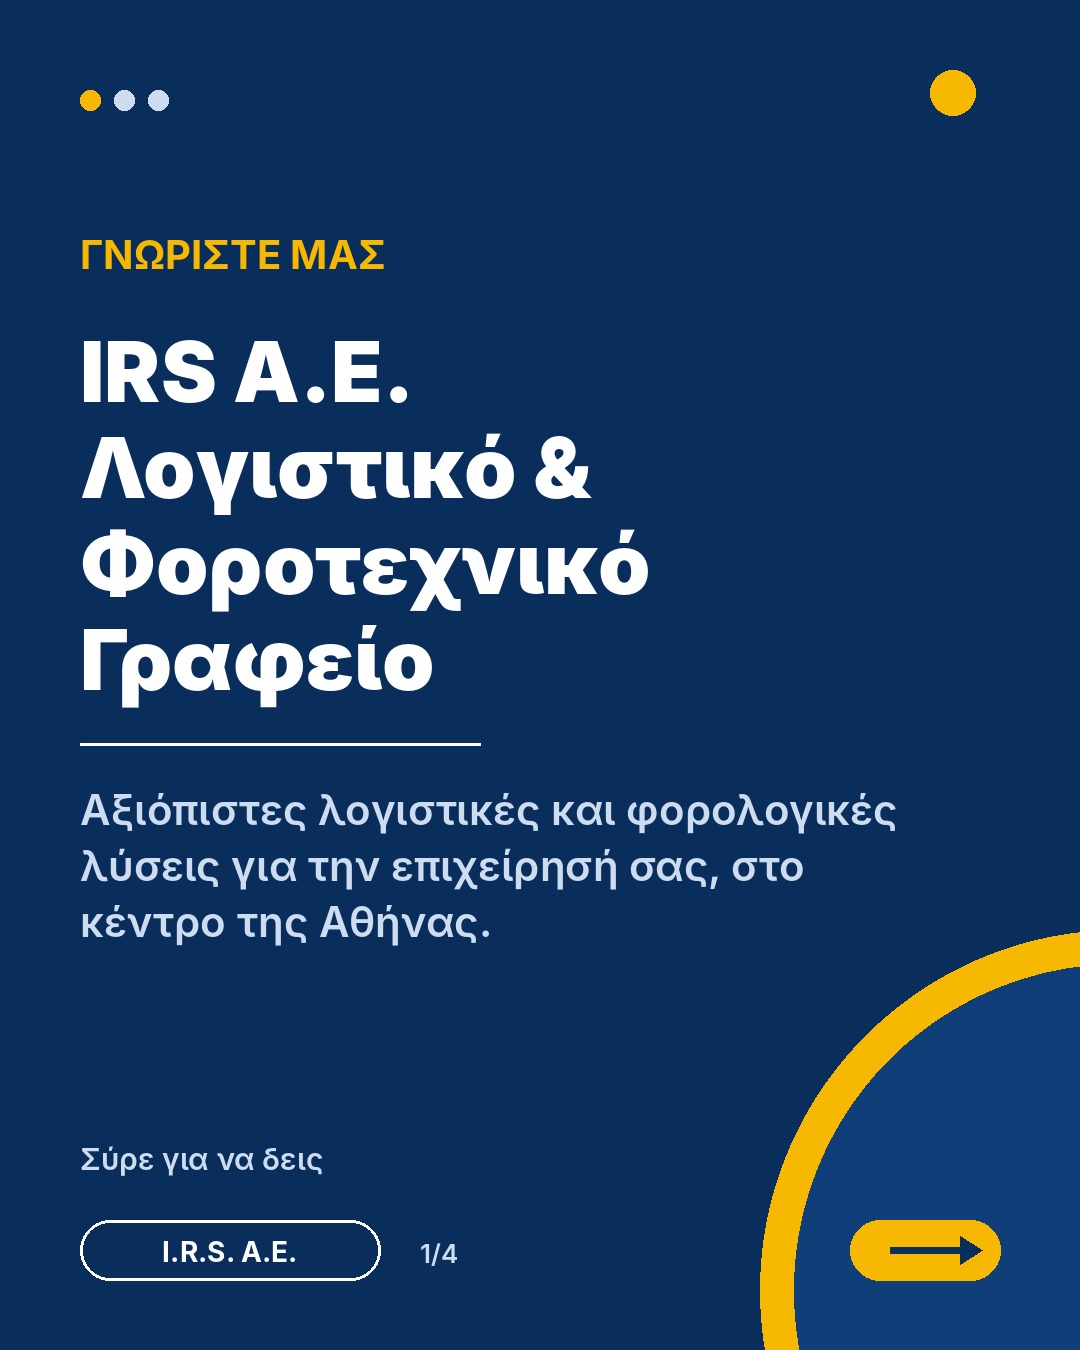 ΓΝΩΡΙΣΤΕ ΜΑΣ
IRS Α.Ε.
Λογιστικό &
Φοροτεχνικό
Γραφείο
Αξιόπιστες λογιστικές και φορολογικές
λύσεις για την επιχείρησή σας, στο
κέντρο της Αθήνας.
Σύρε για να δεις
I.R.S. Α.Ε.
1/4